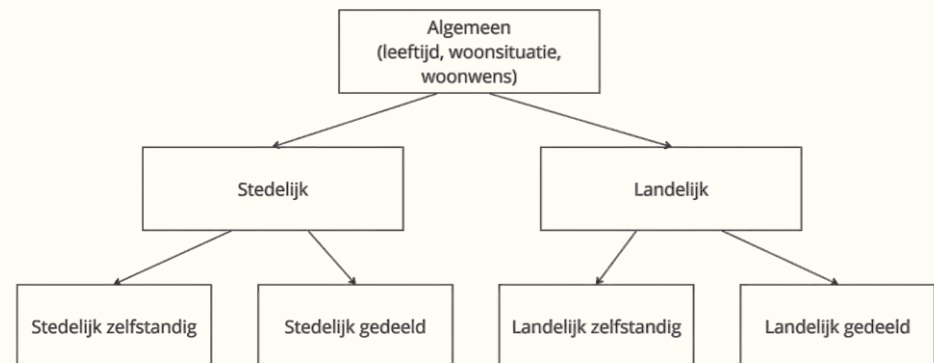 Algemeen
(leeftijd, woonsituatie,
woonwens)
Stedelijk
Landelijk
Stedelijk zelfstandig
Stedelijk gedeeld
Landelijk zelfstandig
Landelijk gedeeld